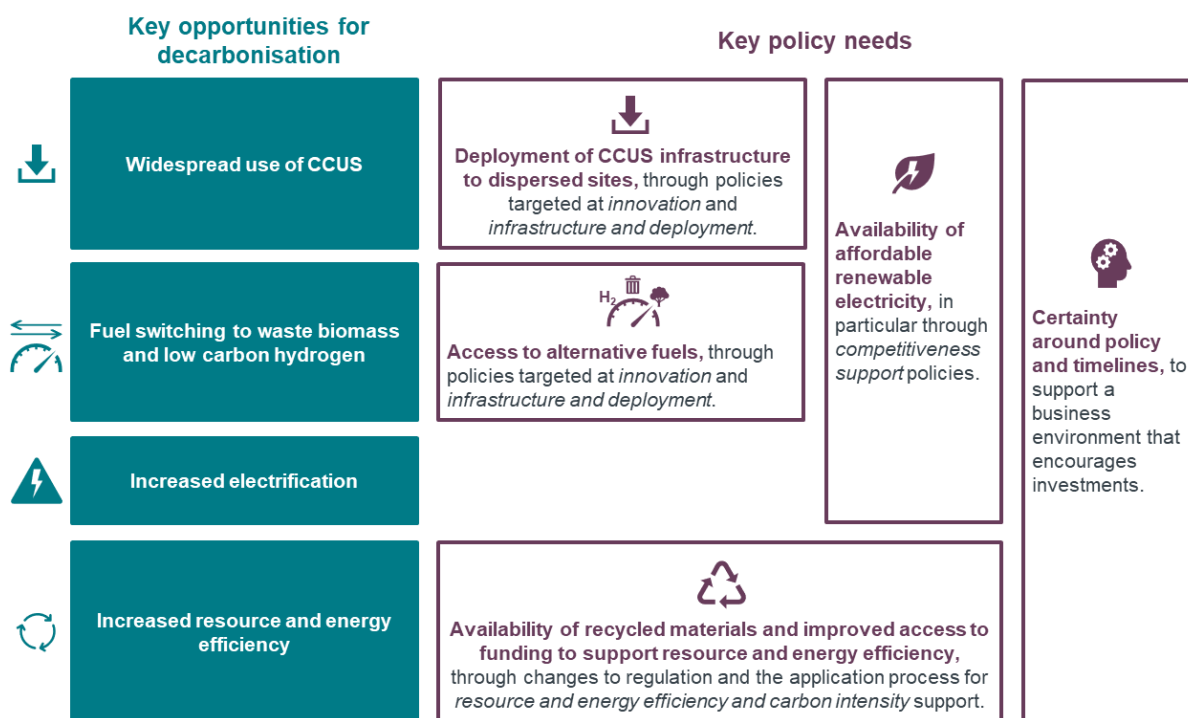 Key opportunities for
decarbonisation
Key policy needs
Widespread use of CCUS
Deployment of CCUS infrastructure
to dispersed sites, through policies
targeted at innovation and
infrastructure and deployment.
Fuel switching to waste biomass
and low carbon hydrogen
H₂
Access to alternative fuels, through
policies targeted at innovation and
infrastructure and deployment.
Increased electrification
Availability of
affordable
renewable
electricity, in
particular through
competitiveness
support policies.
Certainty
around policy
and timelines, to
support a
business
environment that
encourages
investments.
Increased resource and energy
efficiency
Availability of recycled materials and improved access to
funding to support resource and energy efficiency,
through changes to regulation and the application process for
resource and energy efficiency and carbon intensity support.